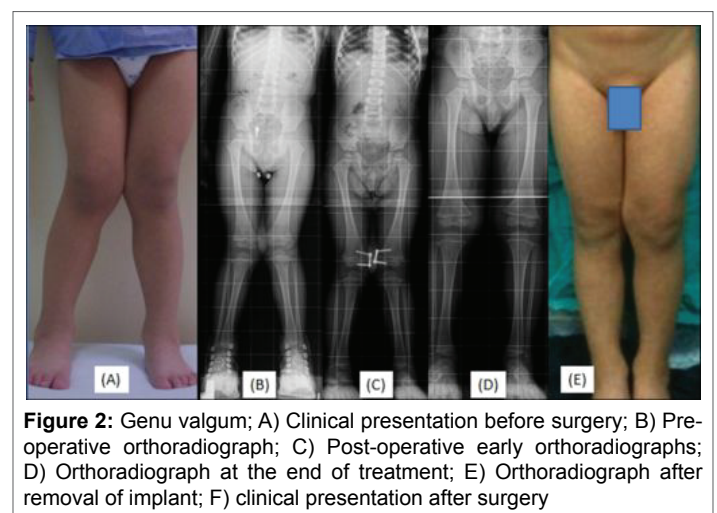 (A) (B) (C) (D) (E)
Figure 2: Genu valgum; A) Clinical presentation before surgery; B) Pre-
operative orthoradiograph; C) Post-operative early orthoradiographs;
D) Orthoradiograph at the end of treatment; E) Orthoradiograph after
removal of implant; F) clinical presentation after surgery